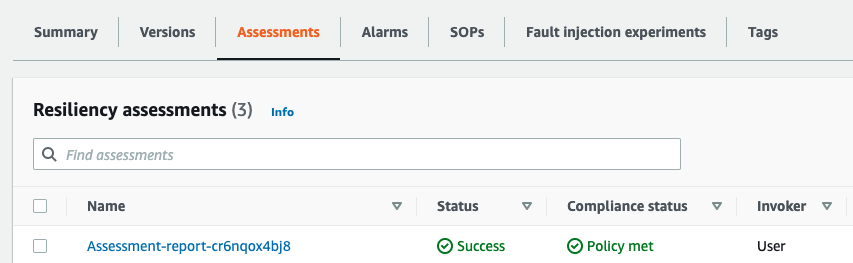 Summary Versions Assessments Alarms SOPs Fault injection experiments Tags
Resiliency assessments (3) Info
Find assessments
Name Status Compliance status Invoker
Assessment-report-cr6nqox4bj8 Success Policy met User